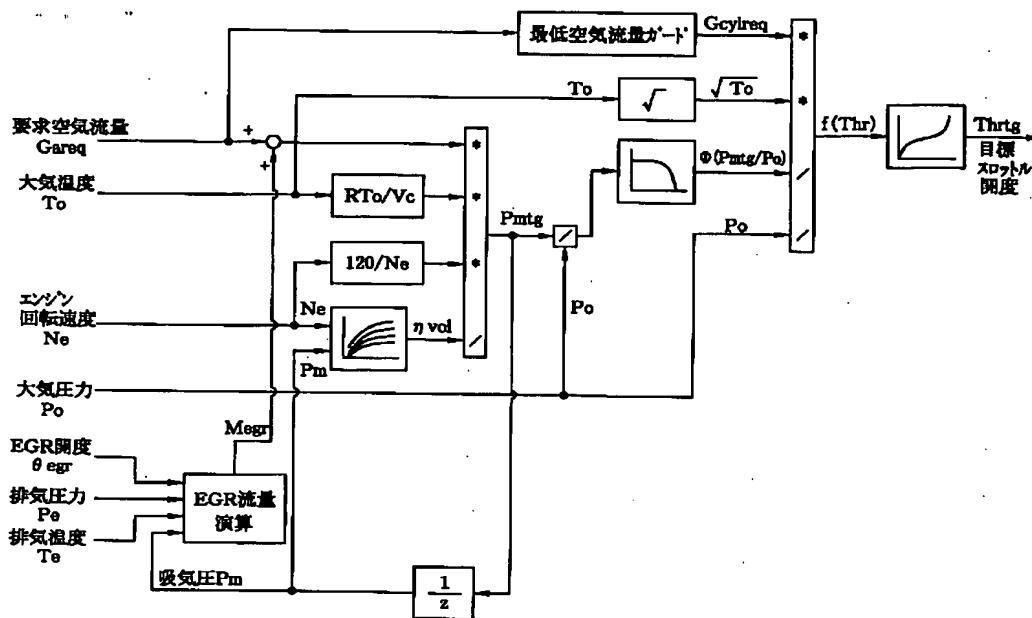 最低空気流量ｶﾞｰﾄﾞ
Gcylreq
*
To
√
√To
*
要求空気流量
Gareq
+
+
*
f(Thr)
Thrtg
目標
ｽﾛｯﾄﾙ
開度
Φ(Pmtg/Po)
/
大気温度
To
RTo/Vc
*
Pmtg
/
Po
/
120/Ne
*
Po
ｴﾝｼﾞﾝ
回転速度
Ne
Ne
η vol
/
Pm
大気圧力
Po
Megr
EGR開度
θ egr
排気圧力
Pe
排気温度
Te
EGR流量
演算
吸気圧Pm
1
z